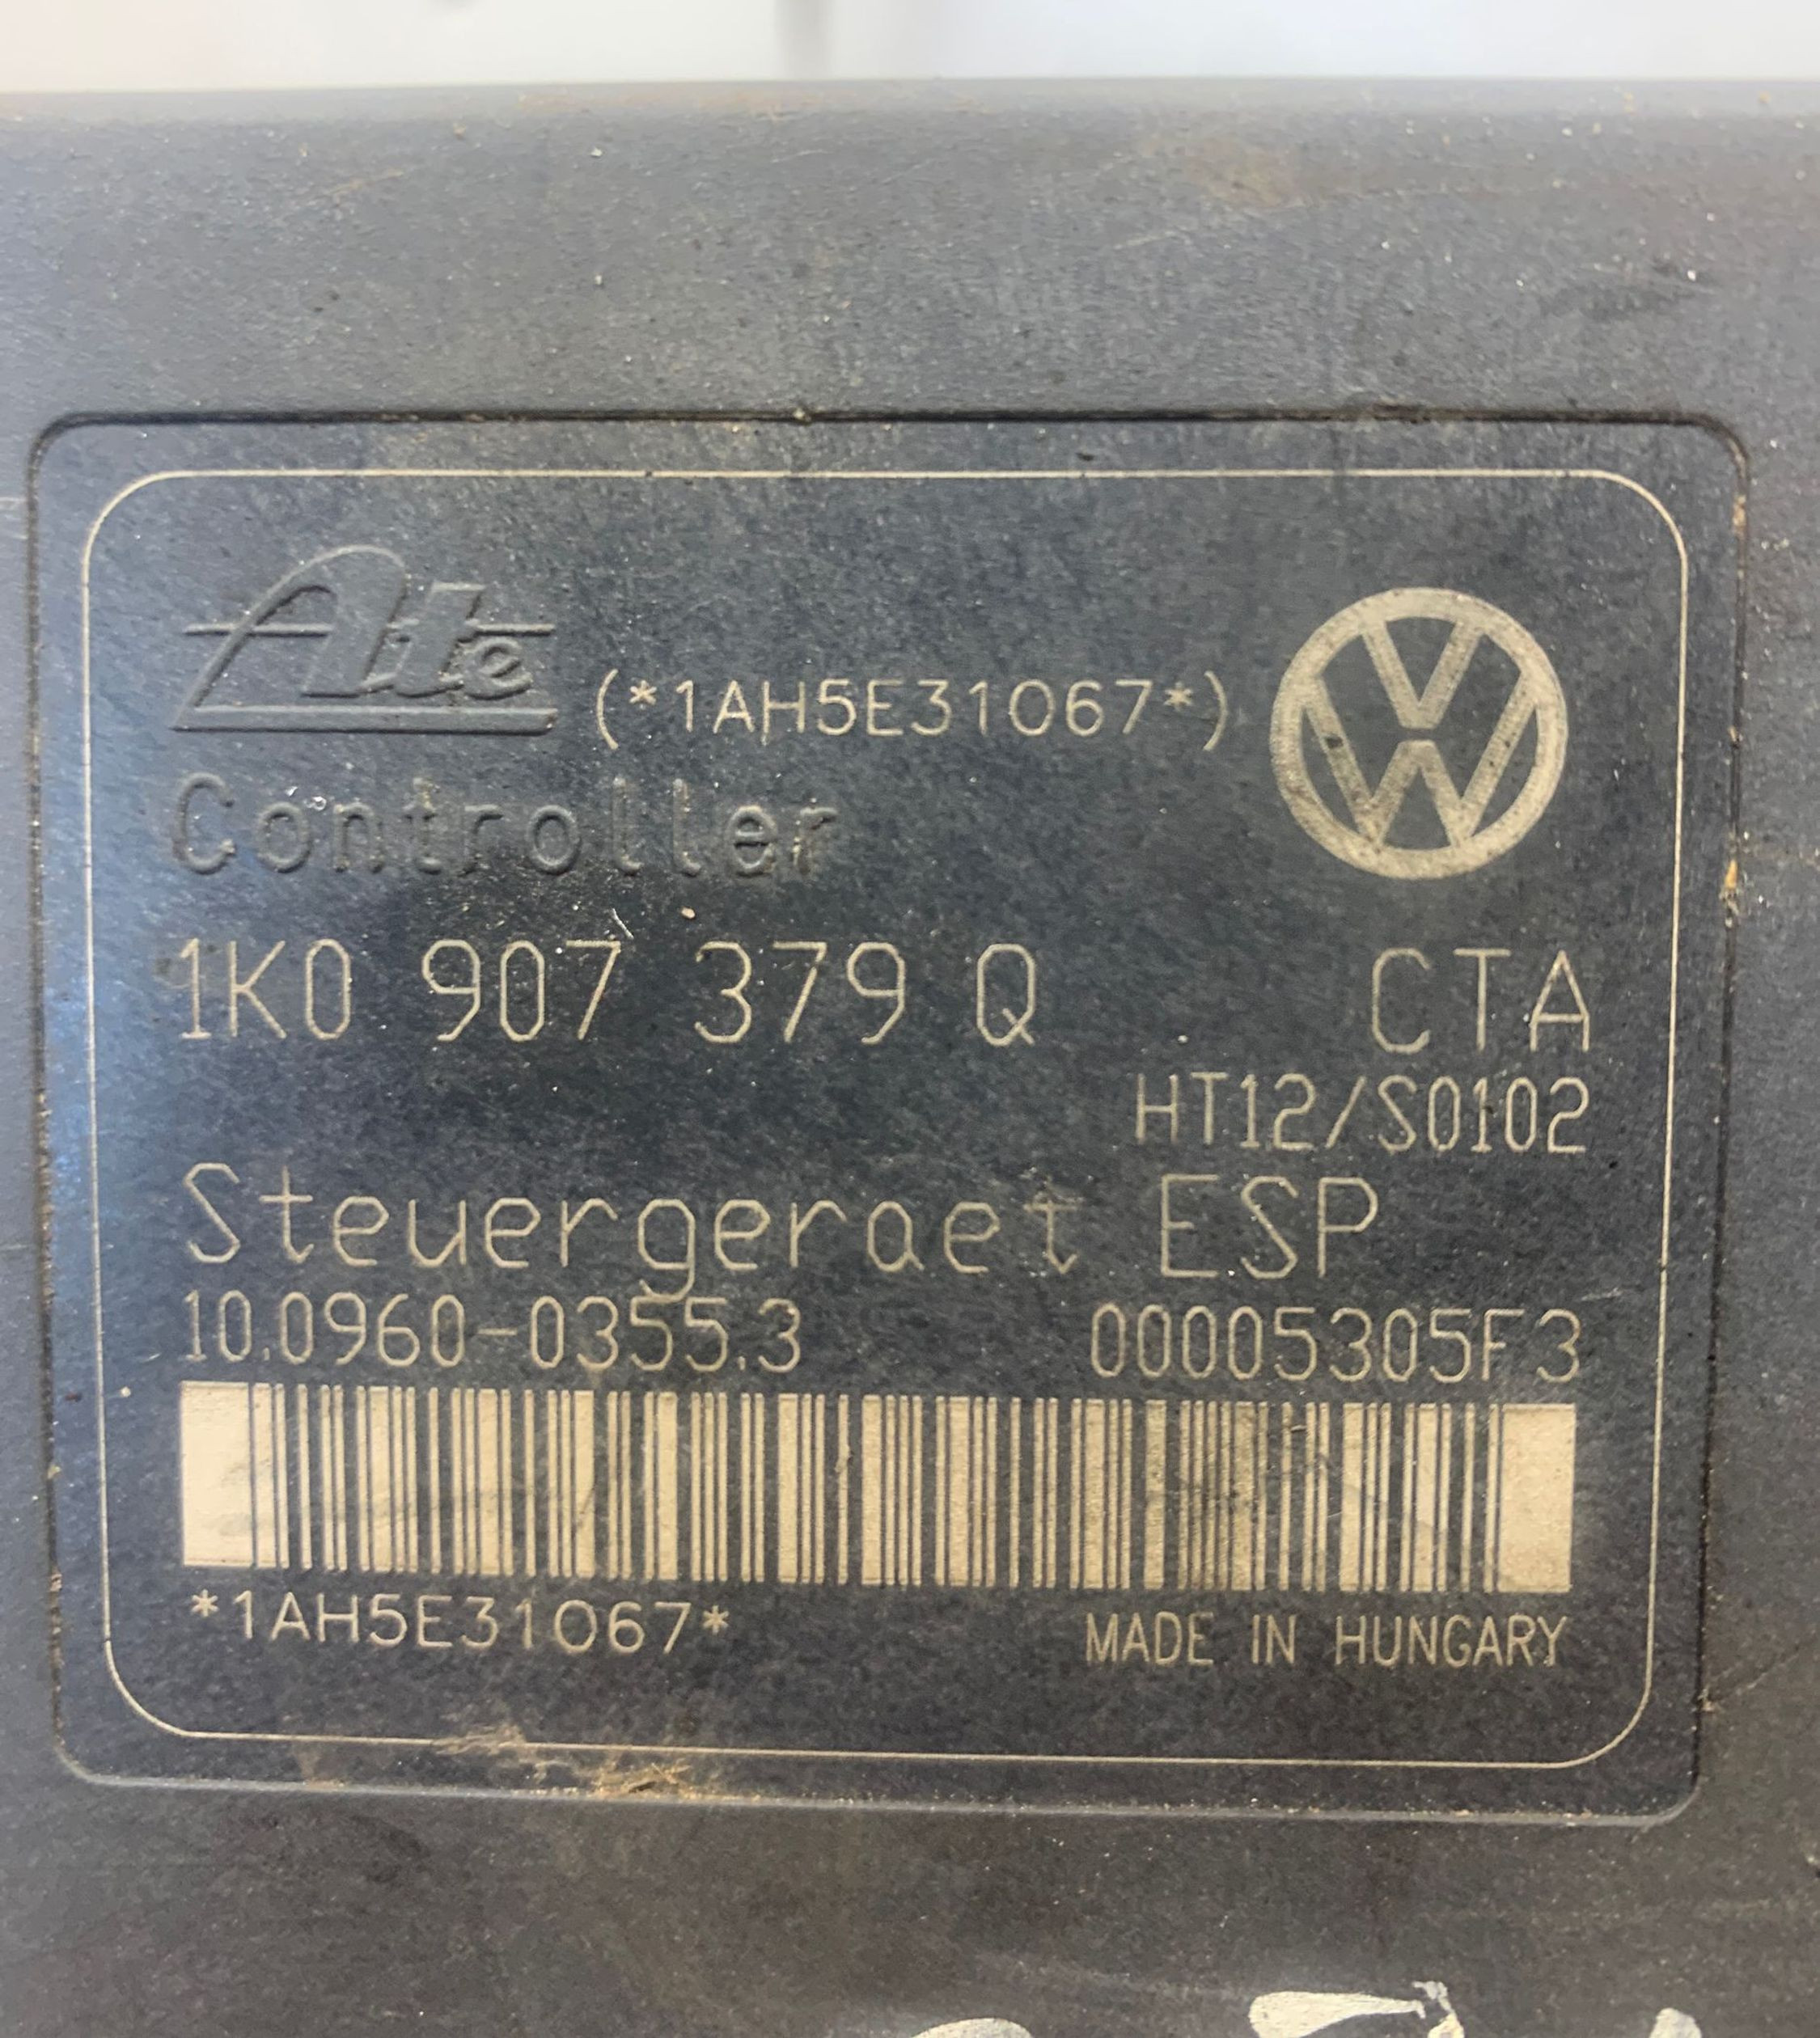 Ate (*1AH5E31067*) VW
Controller
1K0 907 379 Q CTA
HT12/S0102
Steuergeraet ESP
10.0960-0355.3 00005305F3
*1AH5E31067* MADE IN HUNGARY